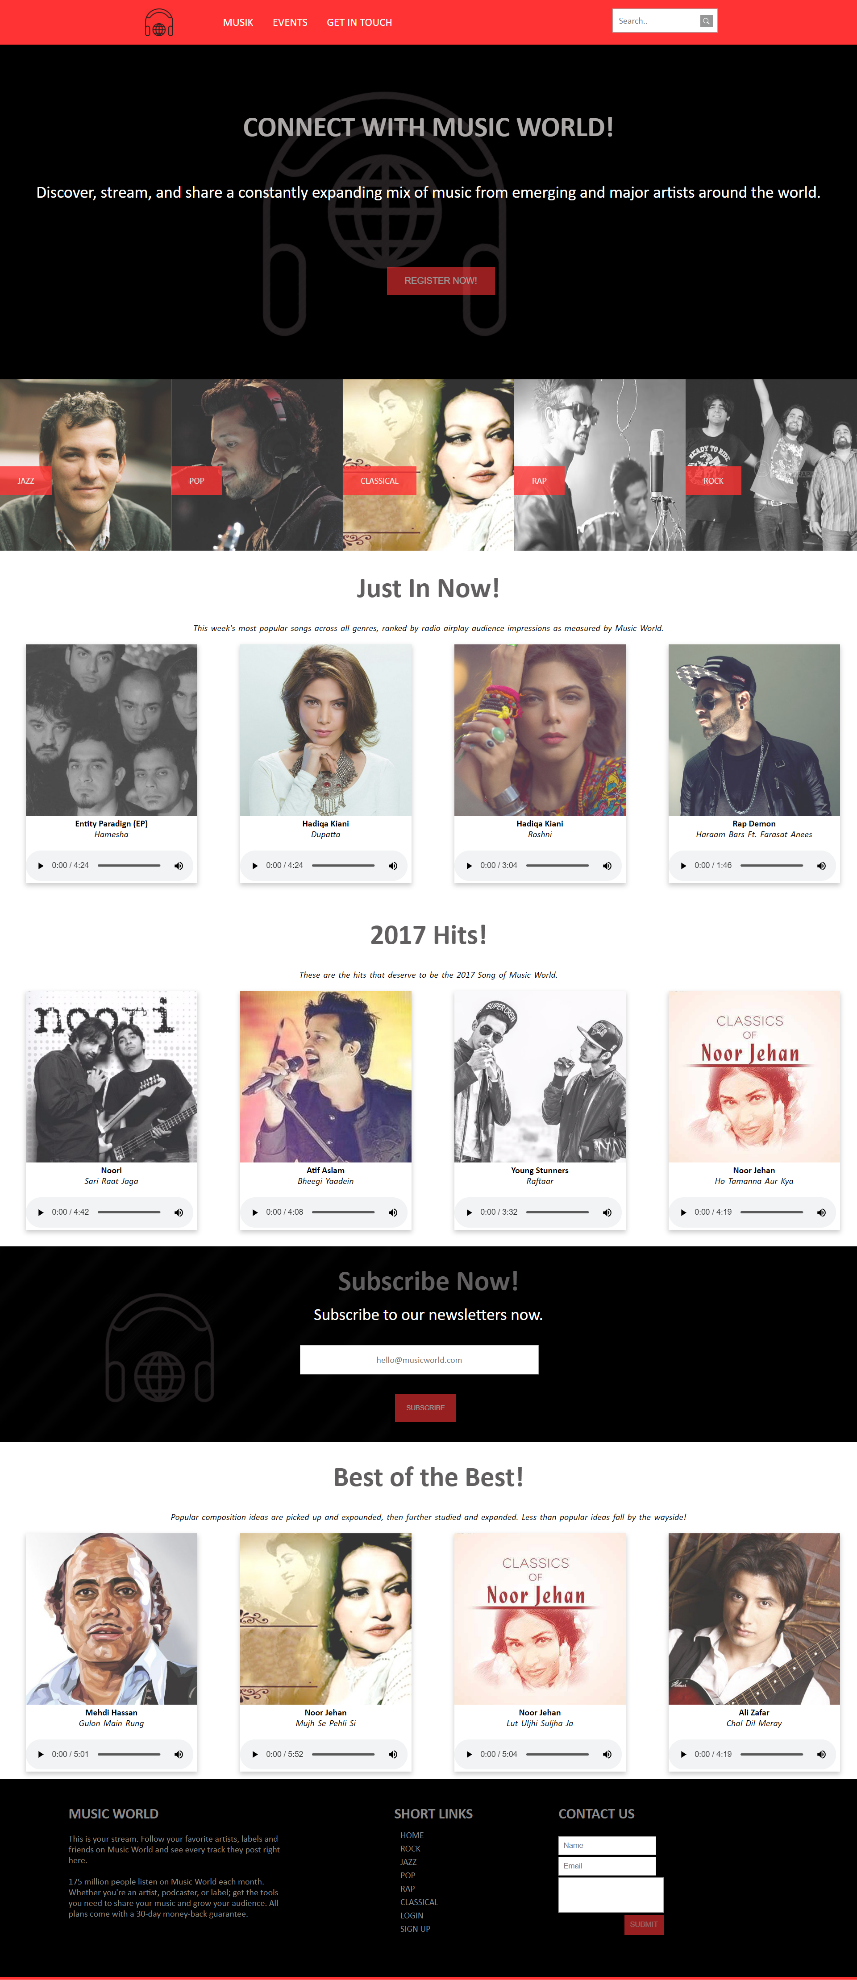 MUSIK EVENTS GET IN TOUCH Search..
CONNECT WITH MUSIC WORLD!
Discover, stream, and share a constantly expanding mix of music from emerging and major artists around the world.
REGISTER NOW!
READY TO
JAZZ POP CLASSICAL RAP ROCK
Just In Now!
This week's most popular songs across all genres, ranked by radio airplay audience impressions as measured by Music World.
Entity Paradign (EP) Hadiqa Kiani Hadiqa Kiani Rap Demon
Hamesha Dupatta Roshni Haraam Bars Ft. Farasat Anees
0:00 / 4:24 0:00 / 4:24 0:00 / 3:04 0:00 / 1:46
2017 Hits!
These are the hits that deserve to be the 2017 Song of Music World.
noori SUPER CREW CLASSICS
OF
Noor Jehan
Noori Atif Aslam Young Stunners Noor Jehan
Sari Raat Jaga Bheegi Yaadein Raftaar Ho Tamanna Aur Kya
0:00 / 4:42 0:00 / 4:08 0:00 / 3:32 0:00 / 4:19
Subscribe Now!
Subscribe to our newsletters now.
hello@musicworld.com
SUBSCRIBE
Best of the Best!
Popular composition ideas are picked up and expounded, then further studied and expanded. Less than popular ideas fall by the wayside!
CLASSICS
OF
Noor Jehan
Mehdi Hassan Noor Jehan Noor Jehan Ali Zafar
Gulon Main Rung Mujh Se Pehli Si Lut Uljhi Suljha Ja Chal Dil Meray
0:00 / 5:01 0:00 / 5:52 0:00 / 5:04 0:00 / 4:19
MUSIC WORLD
This is your stream. Follow your favorite artists, labels and
friends on Music World and see every track they post right
here.
175 million people listen on Music World each month.
Whether you're an artist, podcaster, or label; get the tools
you need to share your music and grow your audience. All
plans come with a 30-day money-back guarantee.
SHORT LINKS
HOME
ROCK
JAZZ
POP
RAP
CLASSICAL
LOGIN
SIGN UP
CONTACT US
Name
Email
SUBMIT